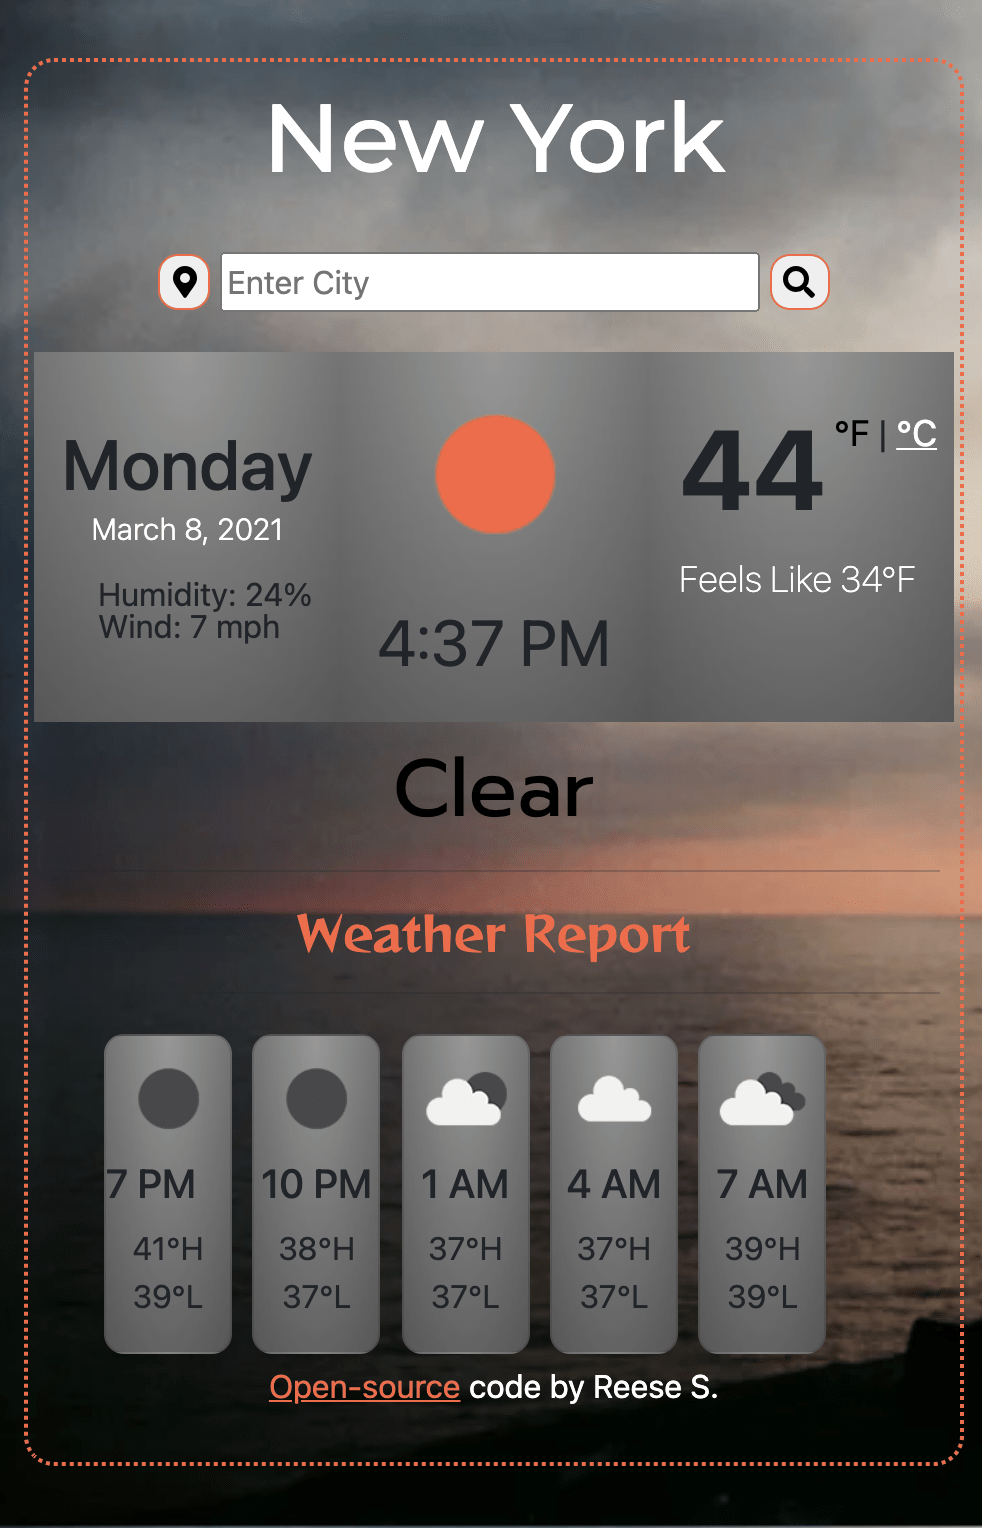 New York
Enter City
Monday
March 8, 2021
Humidity: 24%
Wind: 7 mph
4:37 PM
44 °F | °C
Feels Like 34°F
Clear
Weather Report
7 PM
41°H
39°L
10 PM
38°H
37°L
1 AM
37°H
37°L
4 AM
37°H
37°L
7 AM
39°H
39°L
Open-source code by Reese S.